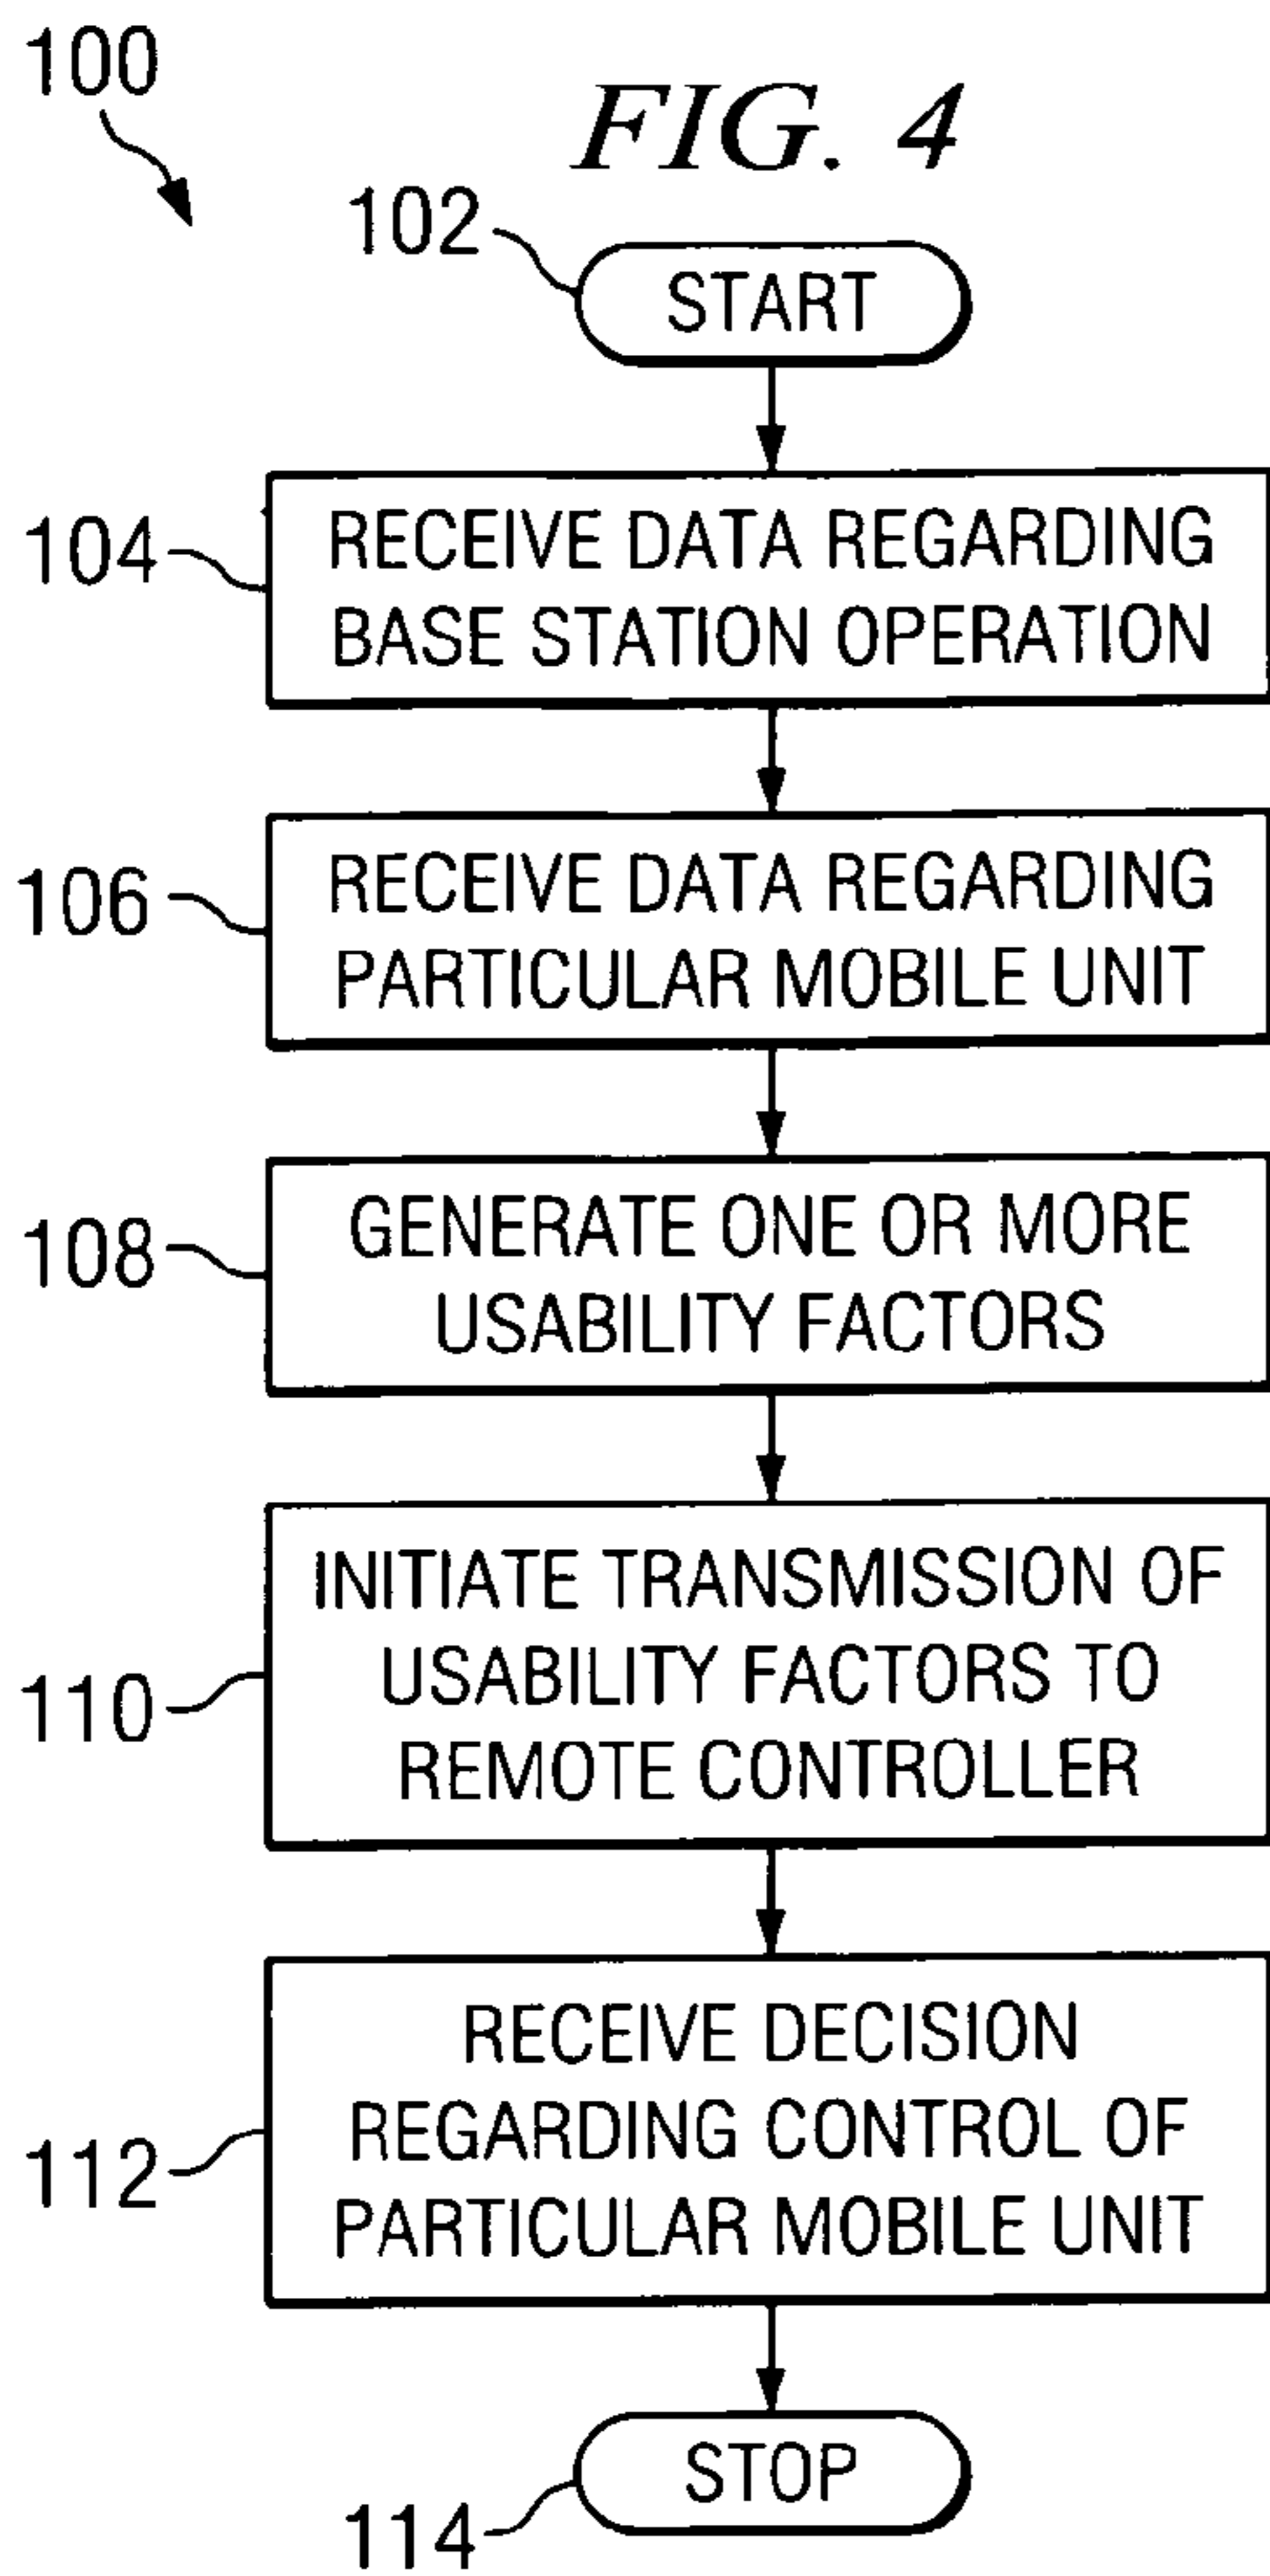 100
FIG. 4
102
START
104
RECEIVE DATA REGARDING
BASE STATION OPERATION
106
RECEIVE DATA REGARDING
PARTICULAR MOBILE UNIT
108
GENERATE ONE OR MORE
USABILITY FACTORS
110
INITIATE TRANSMISSION OF
USABILITY FACTORS TO
REMOTE CONTROLLER
112
RECEIVE DECISION
REGARDING CONTROL OF
PARTICULAR MOBILE UNIT
STOP
114